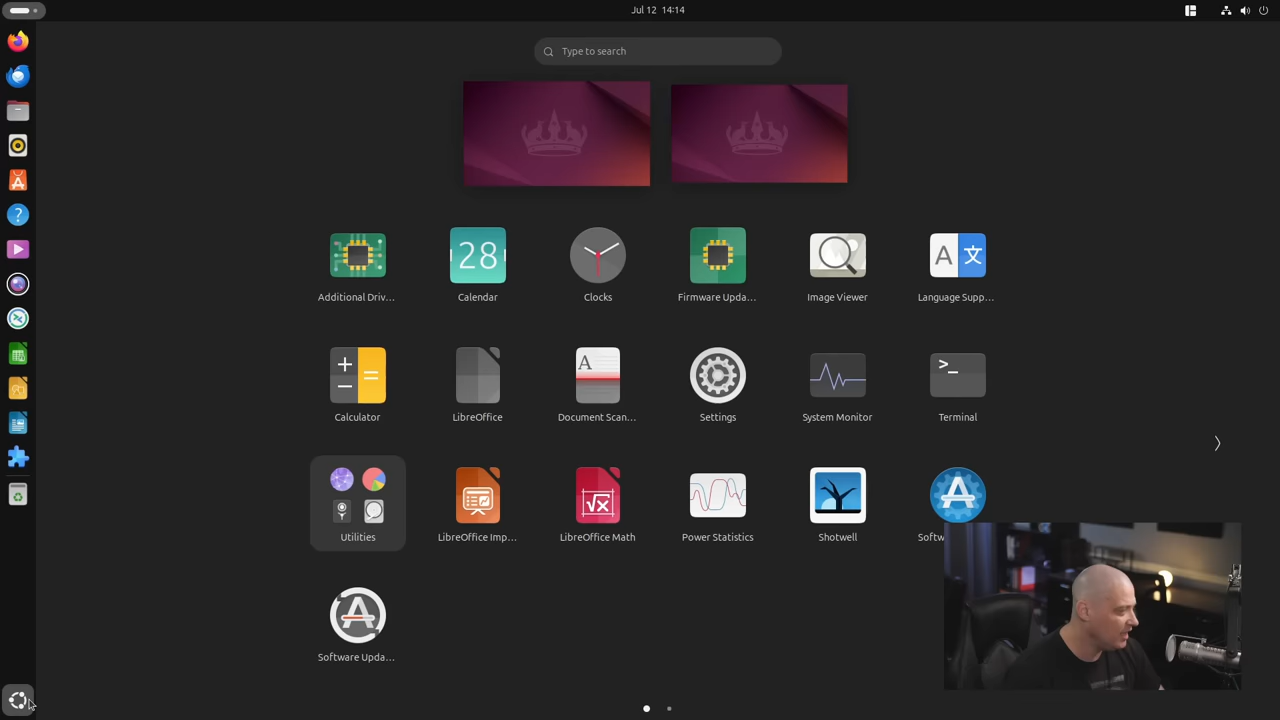 Jul 12 14:14
Type to search
Additional Driv...
Calendar
Clocks
Firmware Upda...
Image Viewer
Language Supp...
28
A 文
Calculator
LibreOffice
Document Scan...
Settings
System Monitor
Terminal
A
>_
Utilities
LibreOffice Imp...
LibreOffice Math
Power Statistics
Shotwell
Softw
Software Upda...